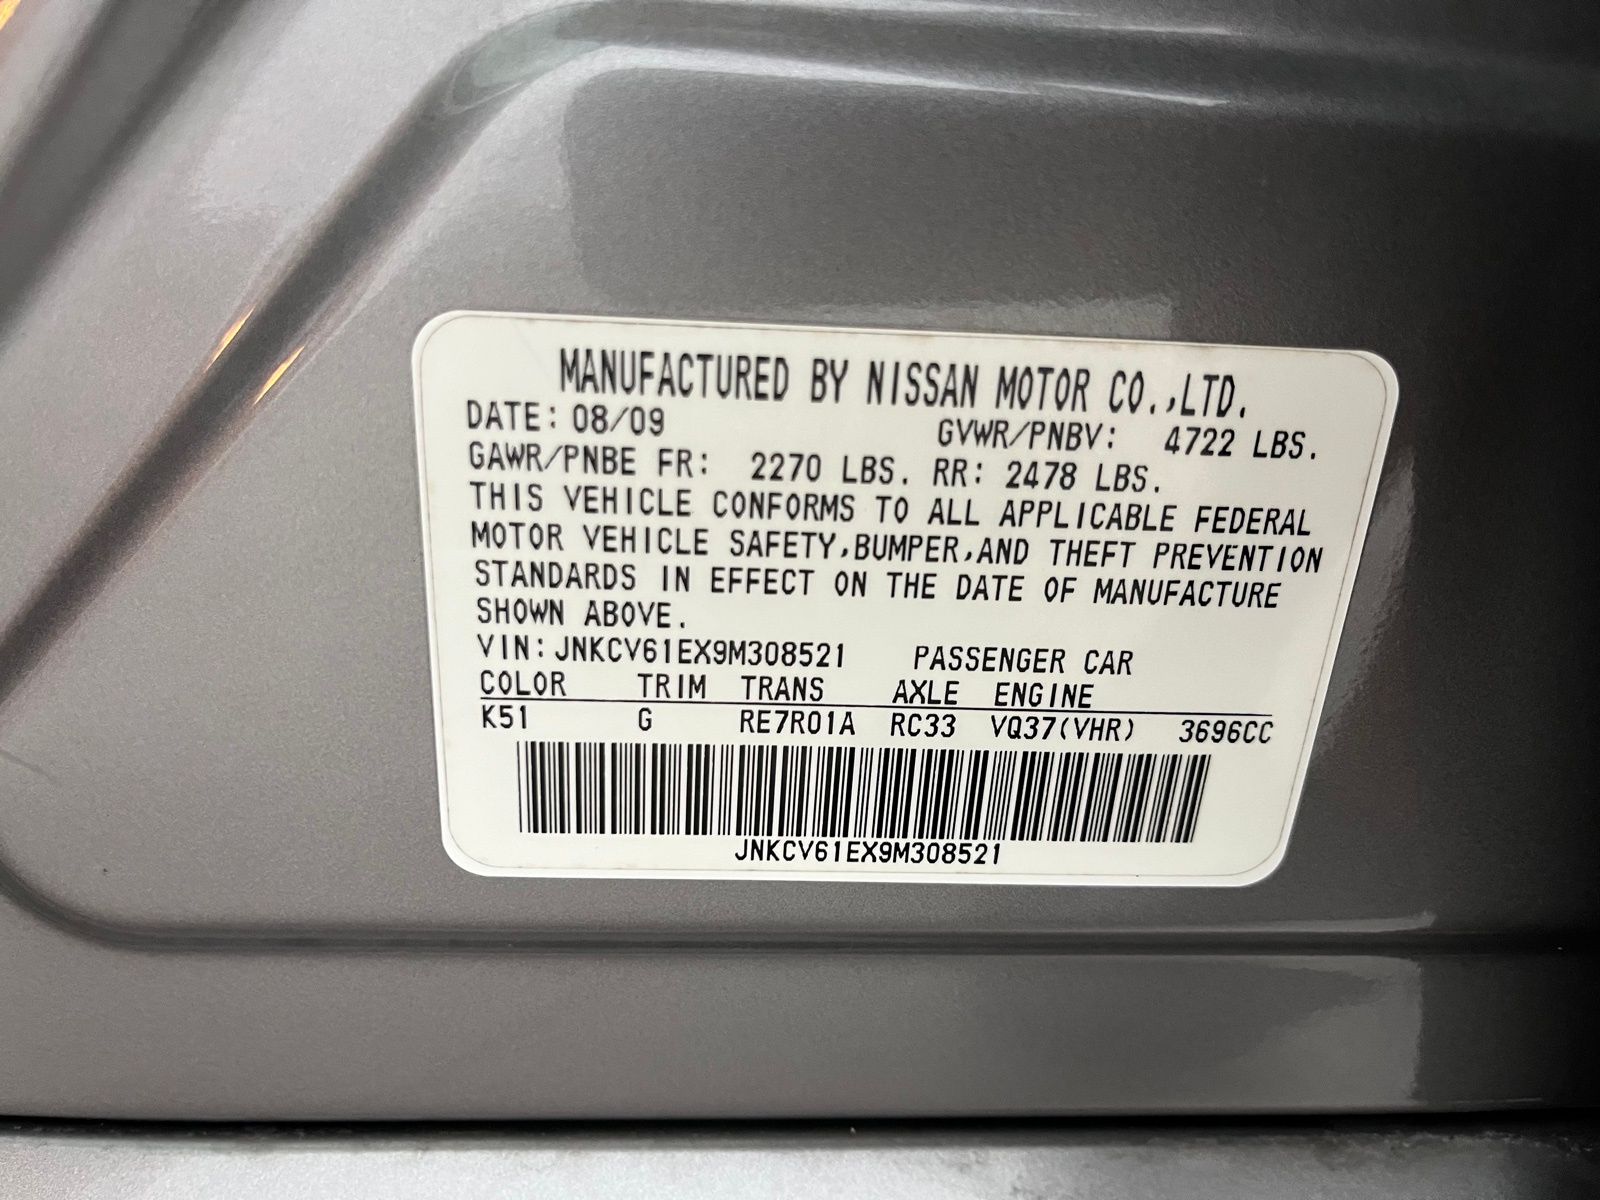 MANUFACTURED BY NISSAN MOTOR CO.,LTD.
DATE: 08/09 GVWR/PNBV: 4722 LBS.
GAWR/PNBE FR: 2270 LBS. RR: 2478 LBS.
THIS VEHICLE CONFORMS TO ALL APPLICABLE FEDERAL
MOTOR VEHICLE SAFETY,BUMPER,AND THEFT PREVENTION
STANDARDS IN EFFECT ON THE DATE OF MANUFACTURE
SHOWN ABOVE.
VIN: JNKCV61EX9M308521 PASSENGER CAR
COLOR TRIM TRANS AXLE ENGINE
K51 G RE7R01A RC33 VQ37(VHR) 3696CC
JNKCV61EX9M308521